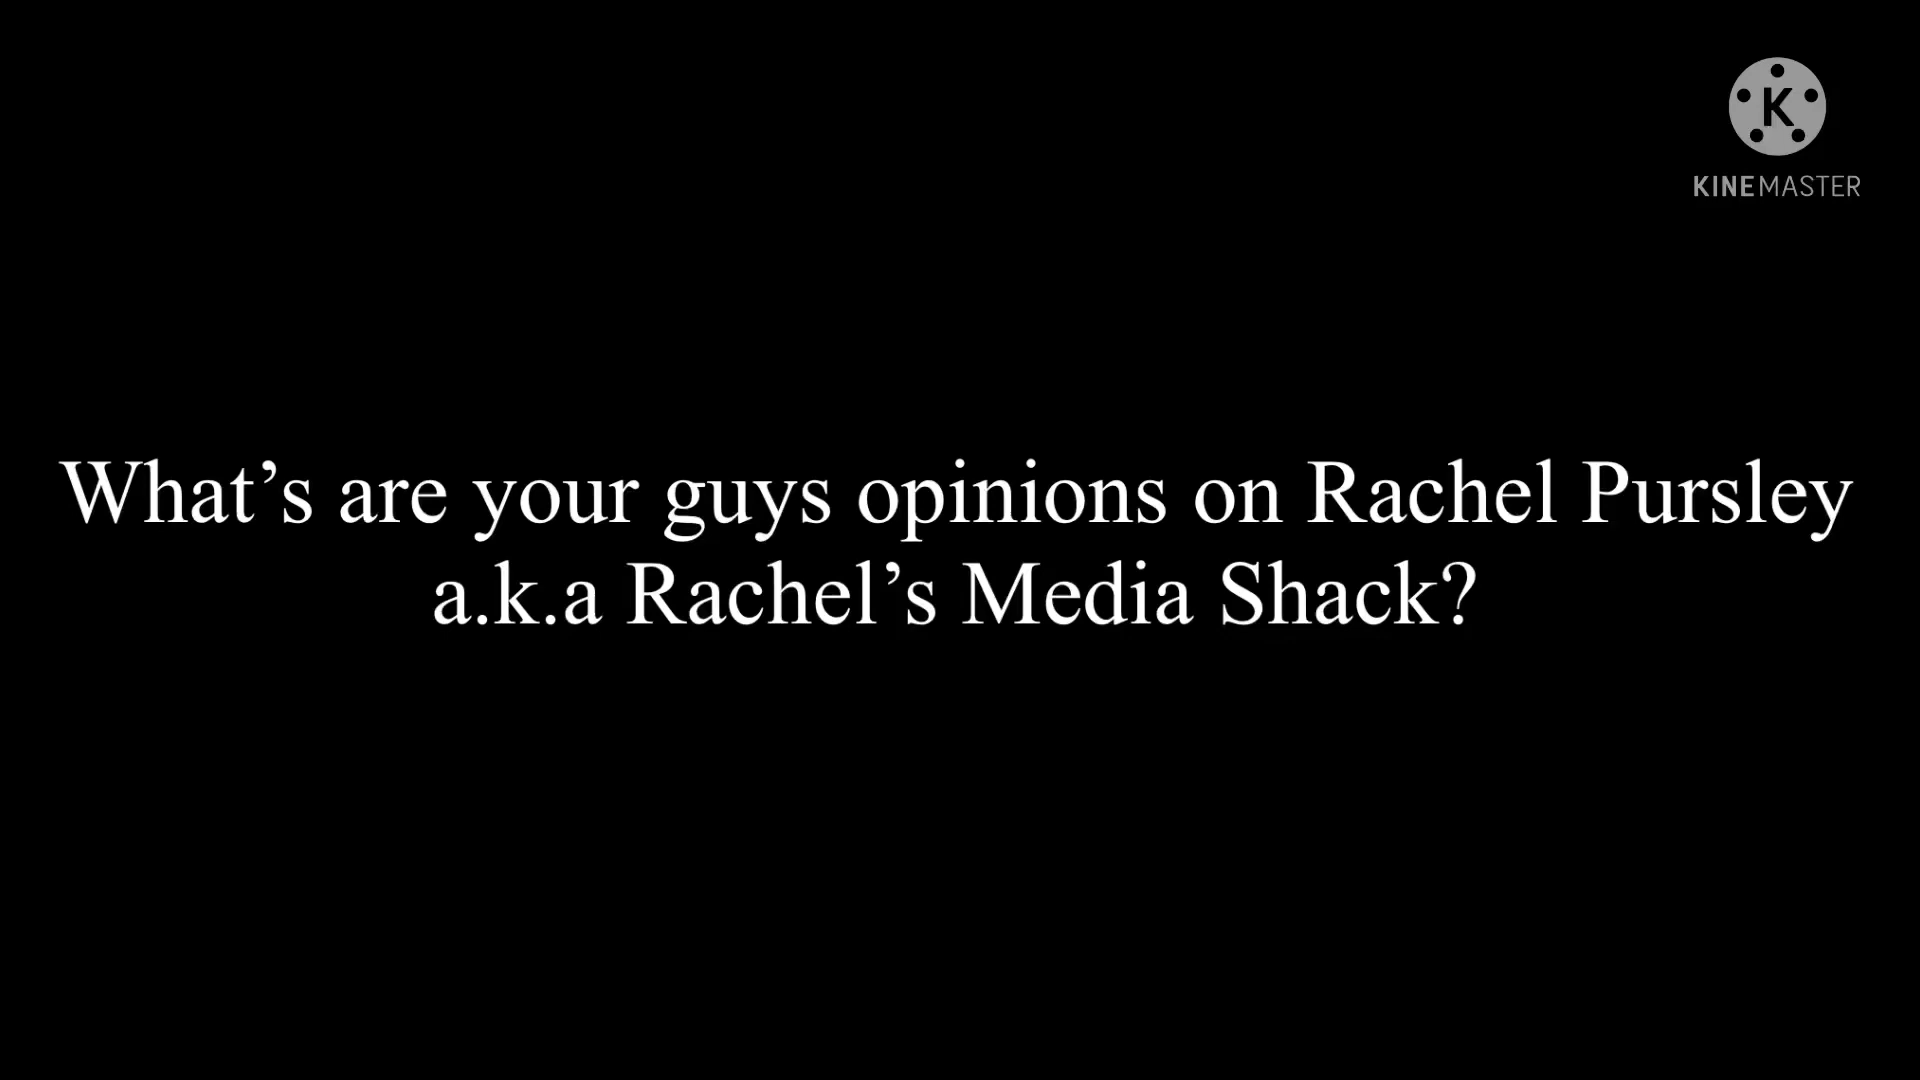 K
KINEMASTER
What’s are your guys opinions on Rachel Pursley
a.k.a Rachel’s Media Shack?